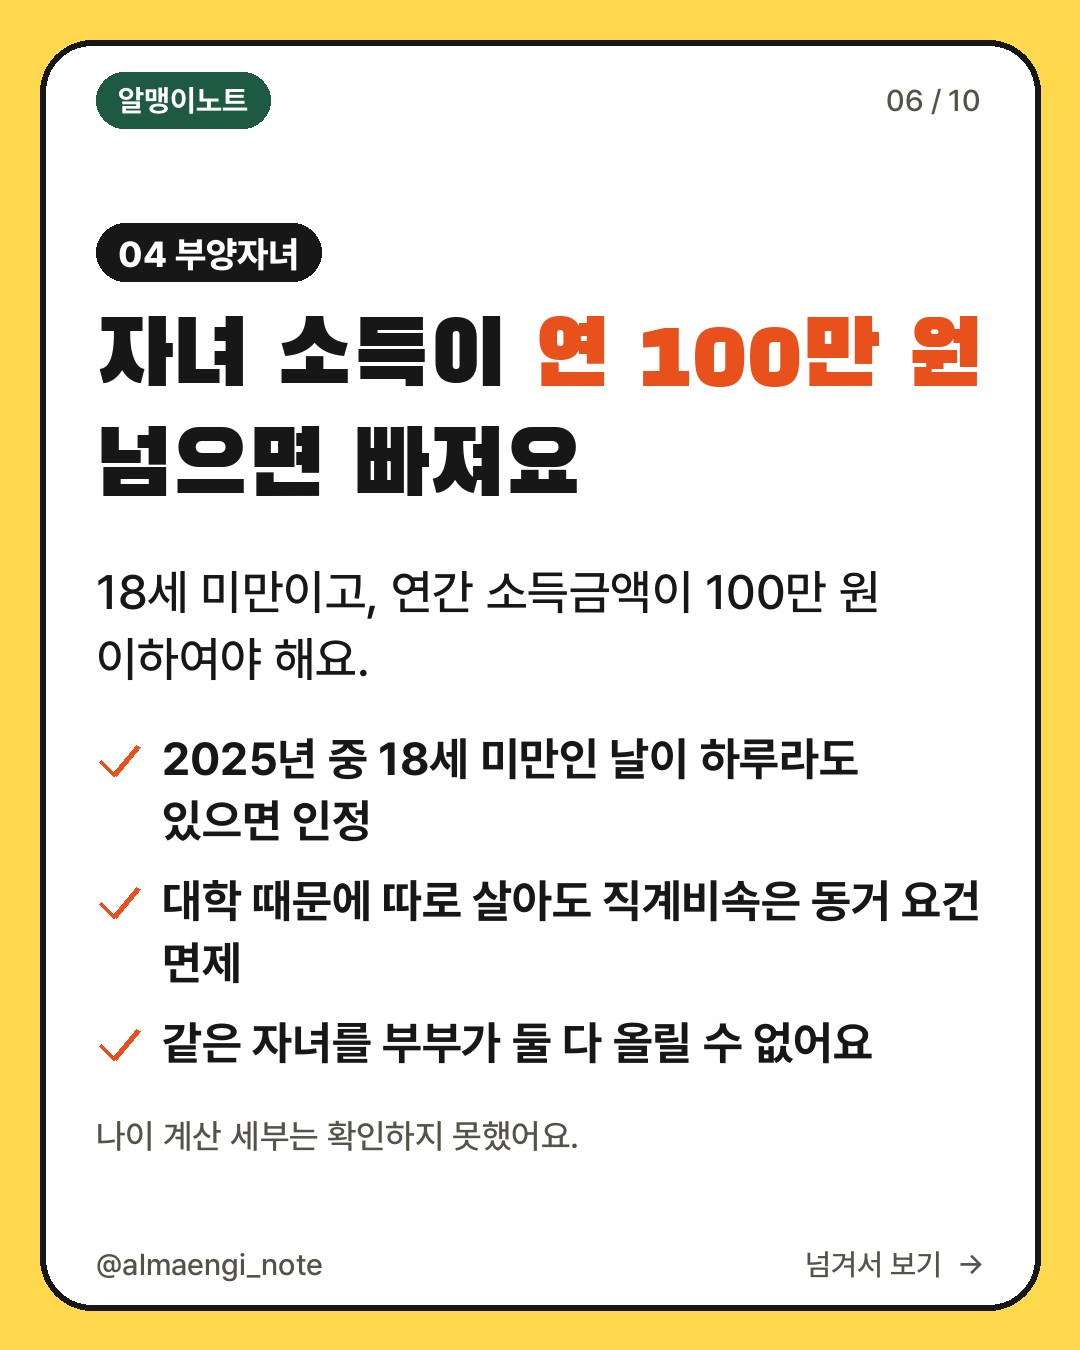 알맹이노트
06 / 10
04 부양자녀
자녀 소득이 연 100만 원
넘으면 빠져요
18세 미만이고, 연간 소득금액이 100만 원
이하여야 해요.
2025년 중 18세 미만인 날이 하루라도
있으면 인정
대학 때문에 따로 살아도 직계비속은 동거 요건
면제
같은 자녀를 부부가 둘 다 올릴 수 없어요
나이 계산 세부는 확인하지 못했어요.
@almaengi_note
넘겨서 보기 →